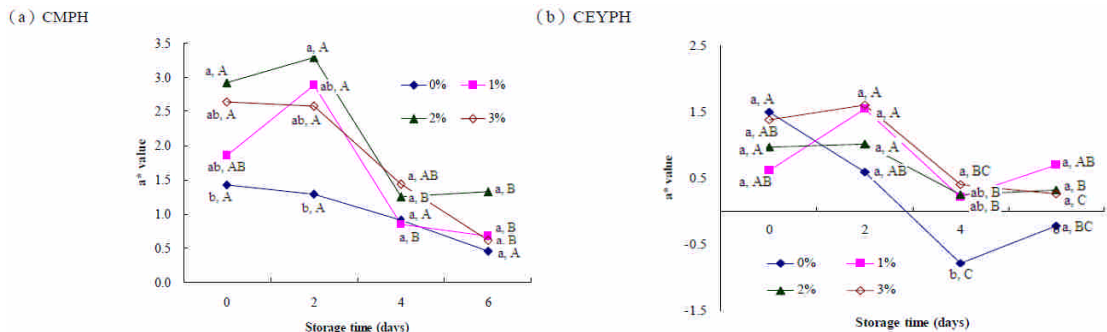 (a) CMPH
3.5
3.0
2.5
2.0
1.5
1.0
0.5
0.0
a* value
a, A
a, A
ab, A
ab, A
ab, A
ab, AB
b, A
b, A
a, AB
a, B
a, A
a, B
a, B
a, B
a, B
a, A
0% 1%
2% 3%
0 2 4 6
Storage time (days)
(b) CEYPH
2.5
1.5
0.5
-0.5
-1.5
a* value
a, A
a, AB
a, A
a, AB
a, A
a, A
a, A
a, AB
a, BC
ab, B
ab, B
b, C
a, AB
a, B
a, C
a, BC
0 2 4
0% 1%
2% 3%
Storage time (days)